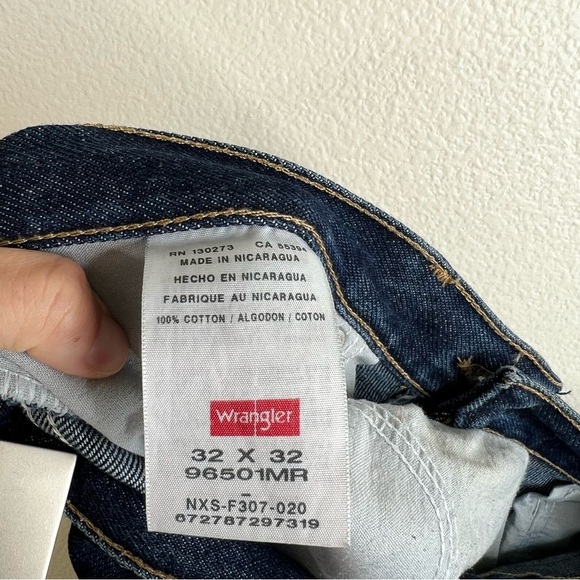 RN 130273 CA 55394
MADE IN NICARAGUA
HECHO EN NICARAGUA
FABRIQUE AU NICARAGUA
100% COTTON / ALGODON / COTON
Wrangler
32 X 32
96501MR
–
NXS-F307-020
672787297319